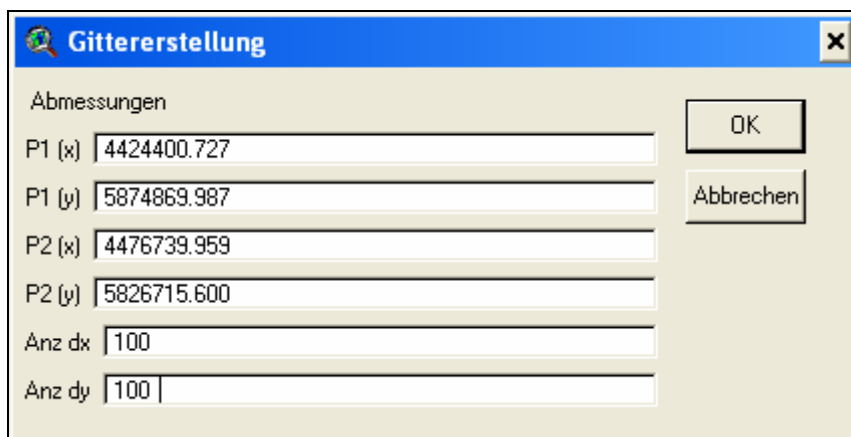 Gittererstellung
Abmessungen
P1 (x) 4424400.727
P1 (y) 5874869.987
P2 (x) 4476739.959
P2 (y) 5826715.600
Anz dx 100
Anz dy 100
OK
Abbrechen